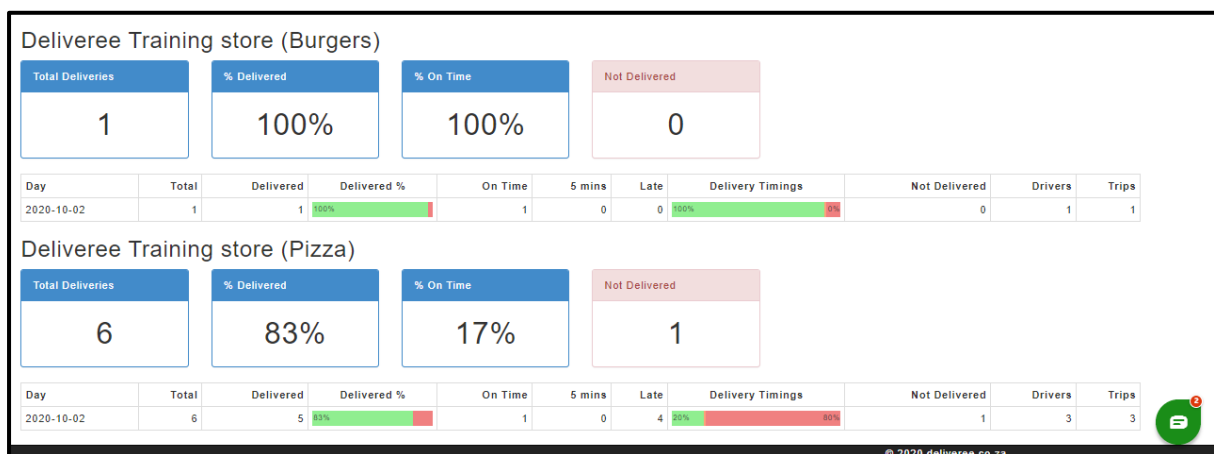 Deliveree Training store (Burgers)
Total Deliveries % Delivered % On Time Not Delivered
1 100% 100% 0
Day Total Delivered Delivered % On Time 5 mins Late Delivery Timings Not Delivered Drivers Trips
2020-10-02 1 1 100% 1 0 0 100% 0% 0 1 1
Deliveree Training store (Pizza)
Total Deliveries % Delivered % On Time Not Delivered
6 83% 17% 1
Day Total Delivered Delivered % On Time 5 mins Late Delivery Timings Not Delivered Drivers Trips
2020-10-02 6 5 83% 1 0 4 20% 80% 1 3 3
2
© 2020 deliveree.co.za